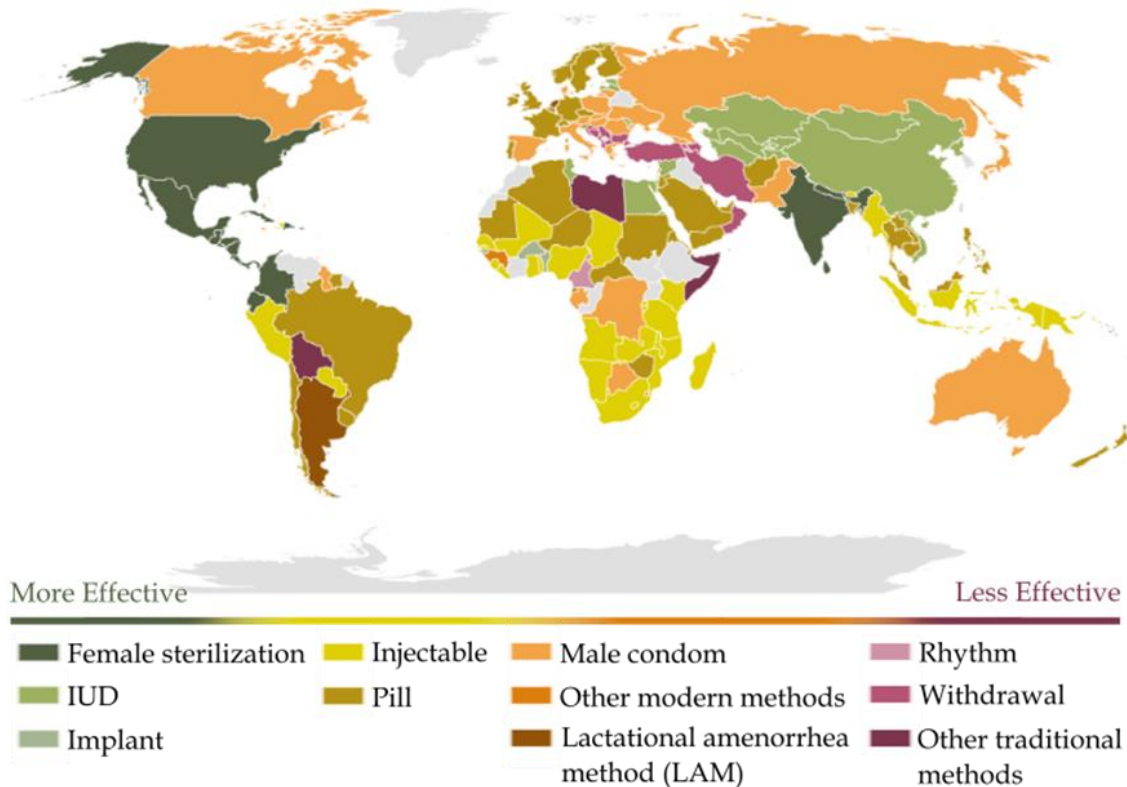 More Effective
Less Effective
Female sterilization
Injectable
Male condom
Rhythm
IUD
Pill
Other modern methods
Withdrawal
Implant
Lactational amenorrhea
method (LAM)
Other traditional
methods